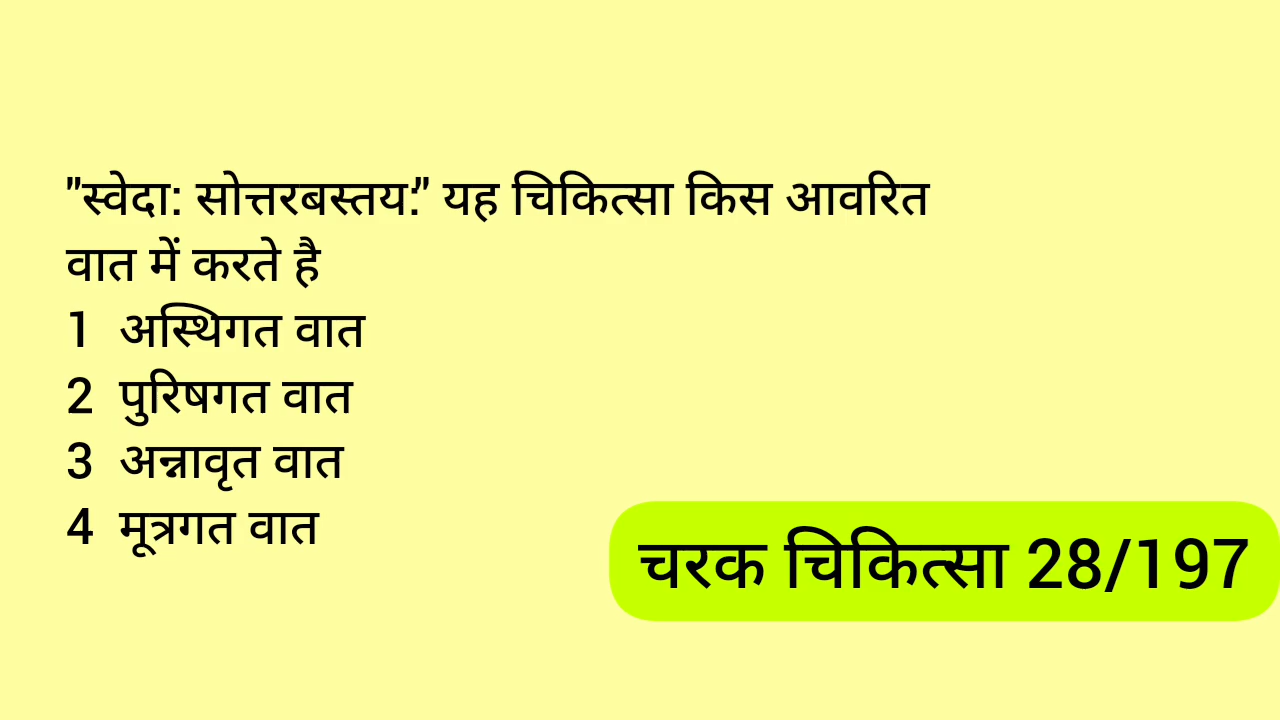 "स्वेदा: सोत्तरबस्तय:" यह चिकित्सा किस आवरित
वात में करते है
1 अस्थिगत वात
2 पुरिषगत वात
3 अन्नावृत वात
4 मूत्रगत वात
चरक चिकित्सा 28/197